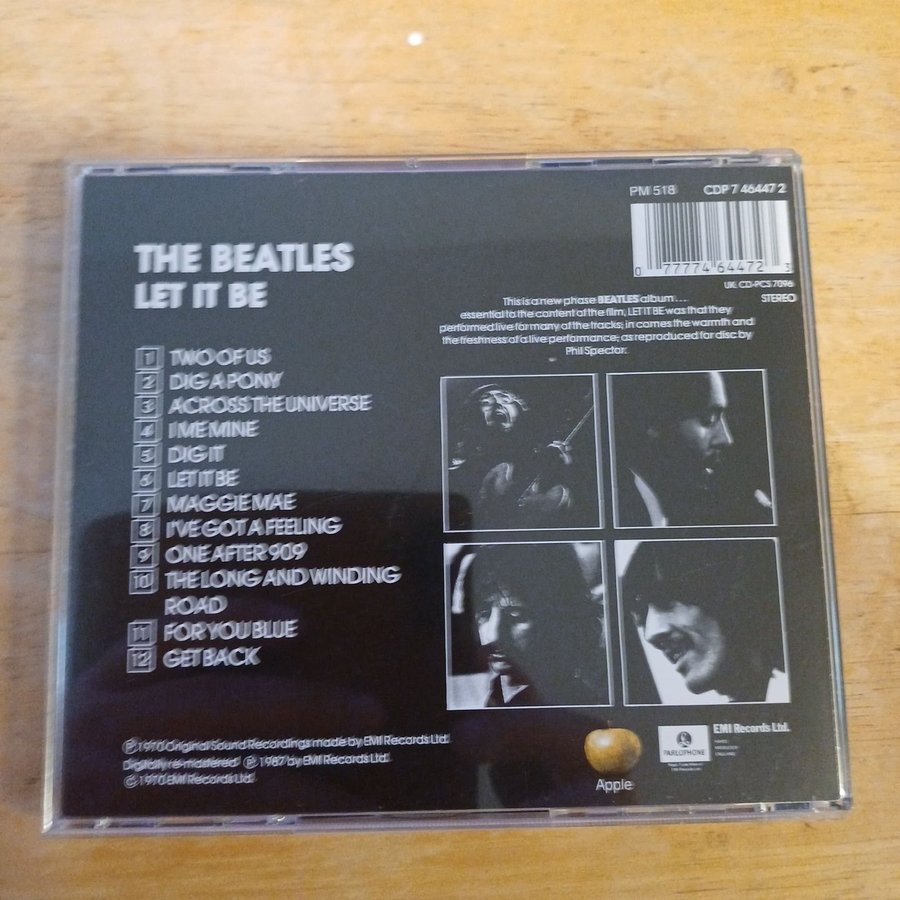 PM 518 CDP 7 46447 2
0 77774 64472 3
UK: CD-PCS 7096
STEREO
THE BEATLES
LET IT BE
This is a new phase BEATLES album . . .
essential to the content of the film, LET IT BE was that they
performed live for many of the tracks; in comes the warmth and
the freshness of a live performance; as reproduced for disc by
Phil Spector.
1 TWO OF US
2 DIG A PONY
3 ACROSS THE UNIVERSE
4 I ME MINE
5 DIG IT
6 LET IT BE
7 MAGGIE MAE
8 I'VE GOT A FEELING
9 ONE AFTER 909
10 THE LONG AND WINDING
ROAD
11 FOR YOU BLUE
12 GET BACK
℗ 1970 Original Sound Recordings made by EMI Records Ltd.
Digitally re-mastered ℗ 1987 by EMI Records Ltd.
© 1970 EMI Records Ltd.
Apple
PARLOPHONE
EMI Records Ltd.
HAYES
MIDDLESEX
ENGLAND